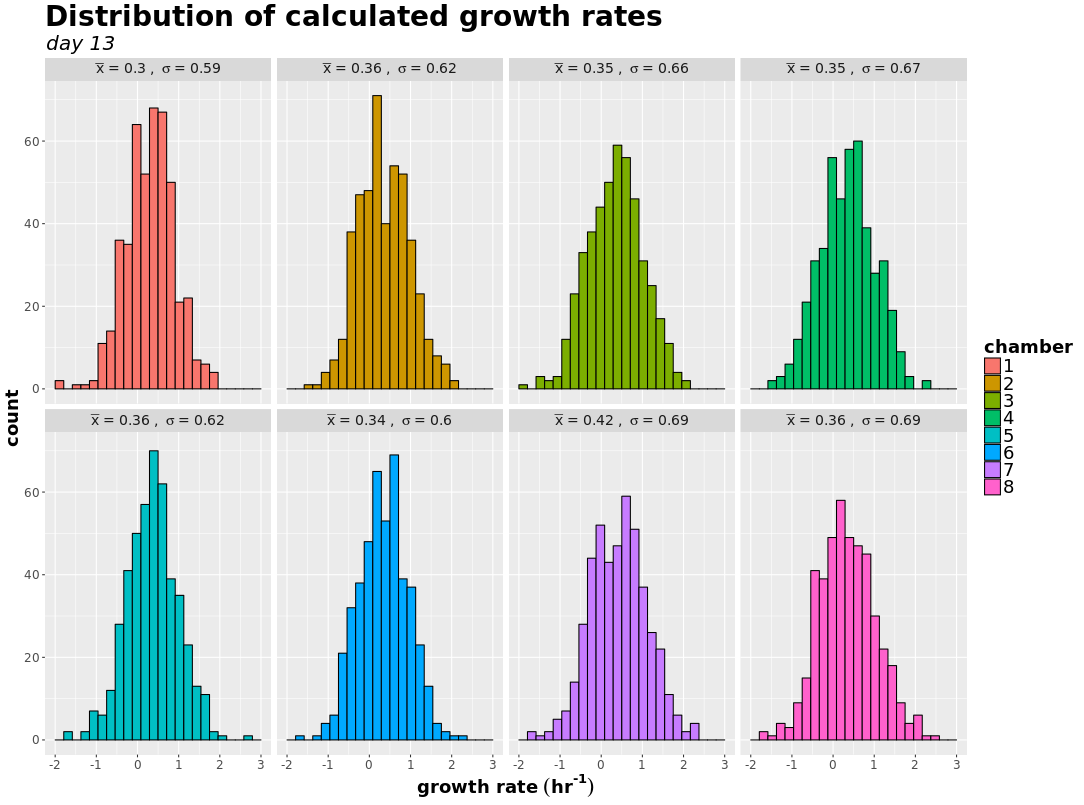 Distribution of calculated growth rates
day 13
x̅ = 0.3 , σ = 0.59
x̅ = 0.36 , σ = 0.62
x̅ = 0.35 , σ = 0.66
x̅ = 0.35 , σ = 0.67
60
40
20
0
x̅ = 0.36 , σ = 0.62
x̅ = 0.34 , σ = 0.6
x̅ = 0.42 , σ = 0.69
x̅ = 0.36 , σ = 0.69
60
40
20
0
-2 -1 0 1 2 3
-2 -1 0 1 2 3
-2 -1 0 1 2 3
-2 -1 0 1 2 3
growth rate (hr⁻¹)
count
chamber
1
2
3
4
5
6
7
8